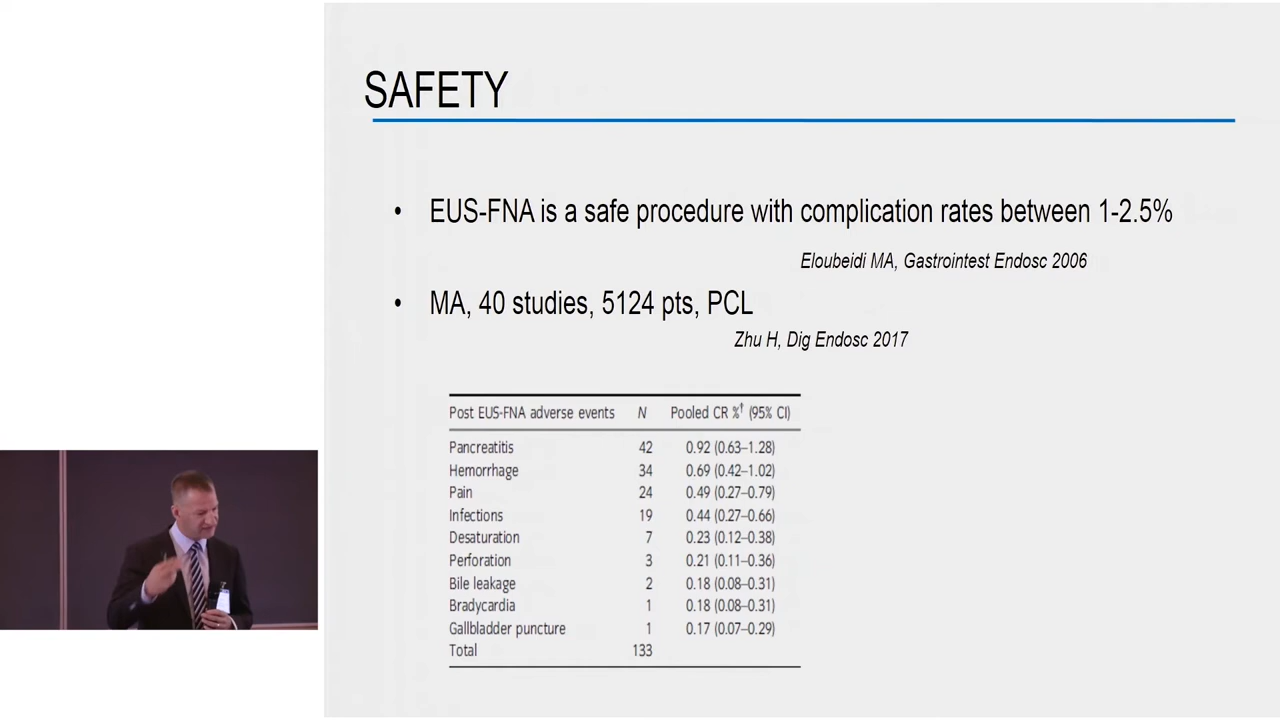 SAFETY
• EUS-FNA is a safe procedure with complication rates between 1-2.5%
Eloubeidi MA, Gastrointest Endosc 2006
• MA, 40 studies, 5124 pts, PCL
Zhu H, Dig Endosc 2017
Post EUS-FNA adverse events N Pooled CR %† (95% CI)
Pancreatitis 42 0.92 (0.63–1.28)
Hemorrhage 34 0.69 (0.42–1.02)
Pain 24 0.49 (0.27–0.79)
Infections 19 0.44 (0.27–0.66)
Desaturation 7 0.23 (0.12–0.38)
Perforation 3 0.21 (0.11–0.36)
Bile leakage 2 0.18 (0.08–0.31)
Bradycardia 1 0.18 (0.08–0.31)
Gallbladder puncture 1 0.17 (0.07–0.29)
Total 133